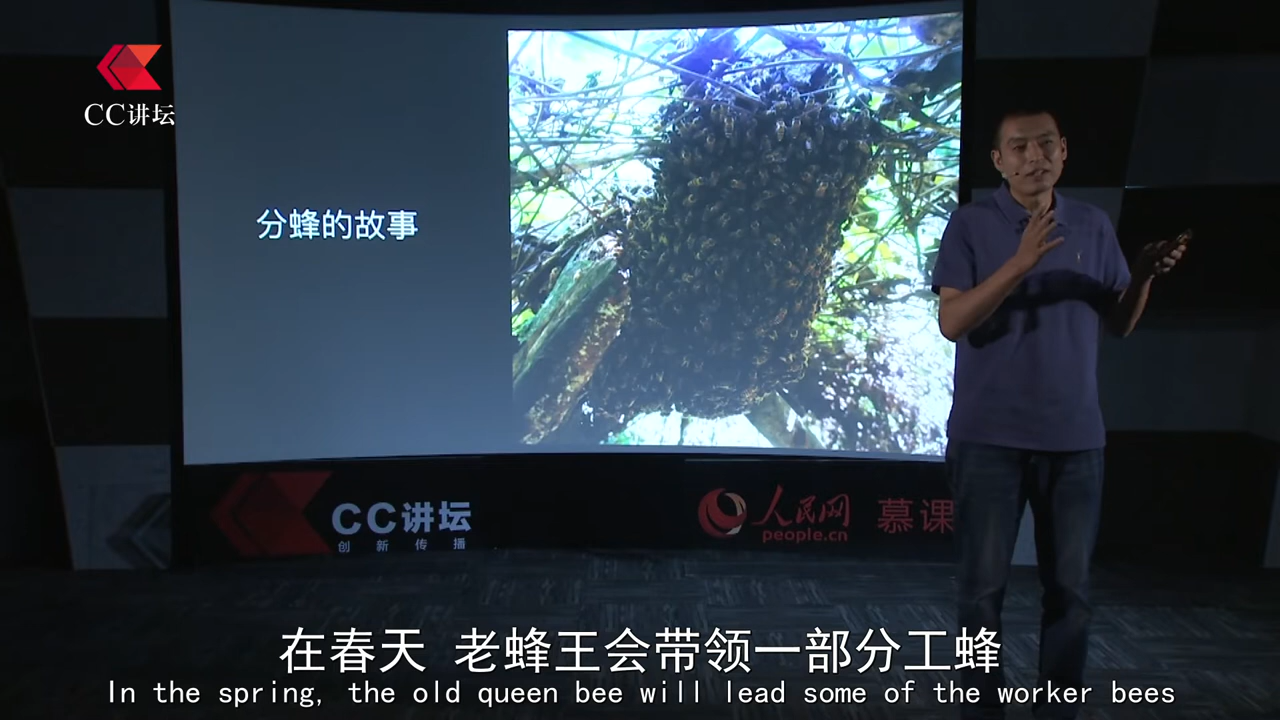 CC讲坛
分蜂的故事
CC讲坛
创新传播
人民网
people.cn
慕课
在春天 老蜂王会带领一部分工蜂
In the spring, the old queen bee will lead some of the worker bees